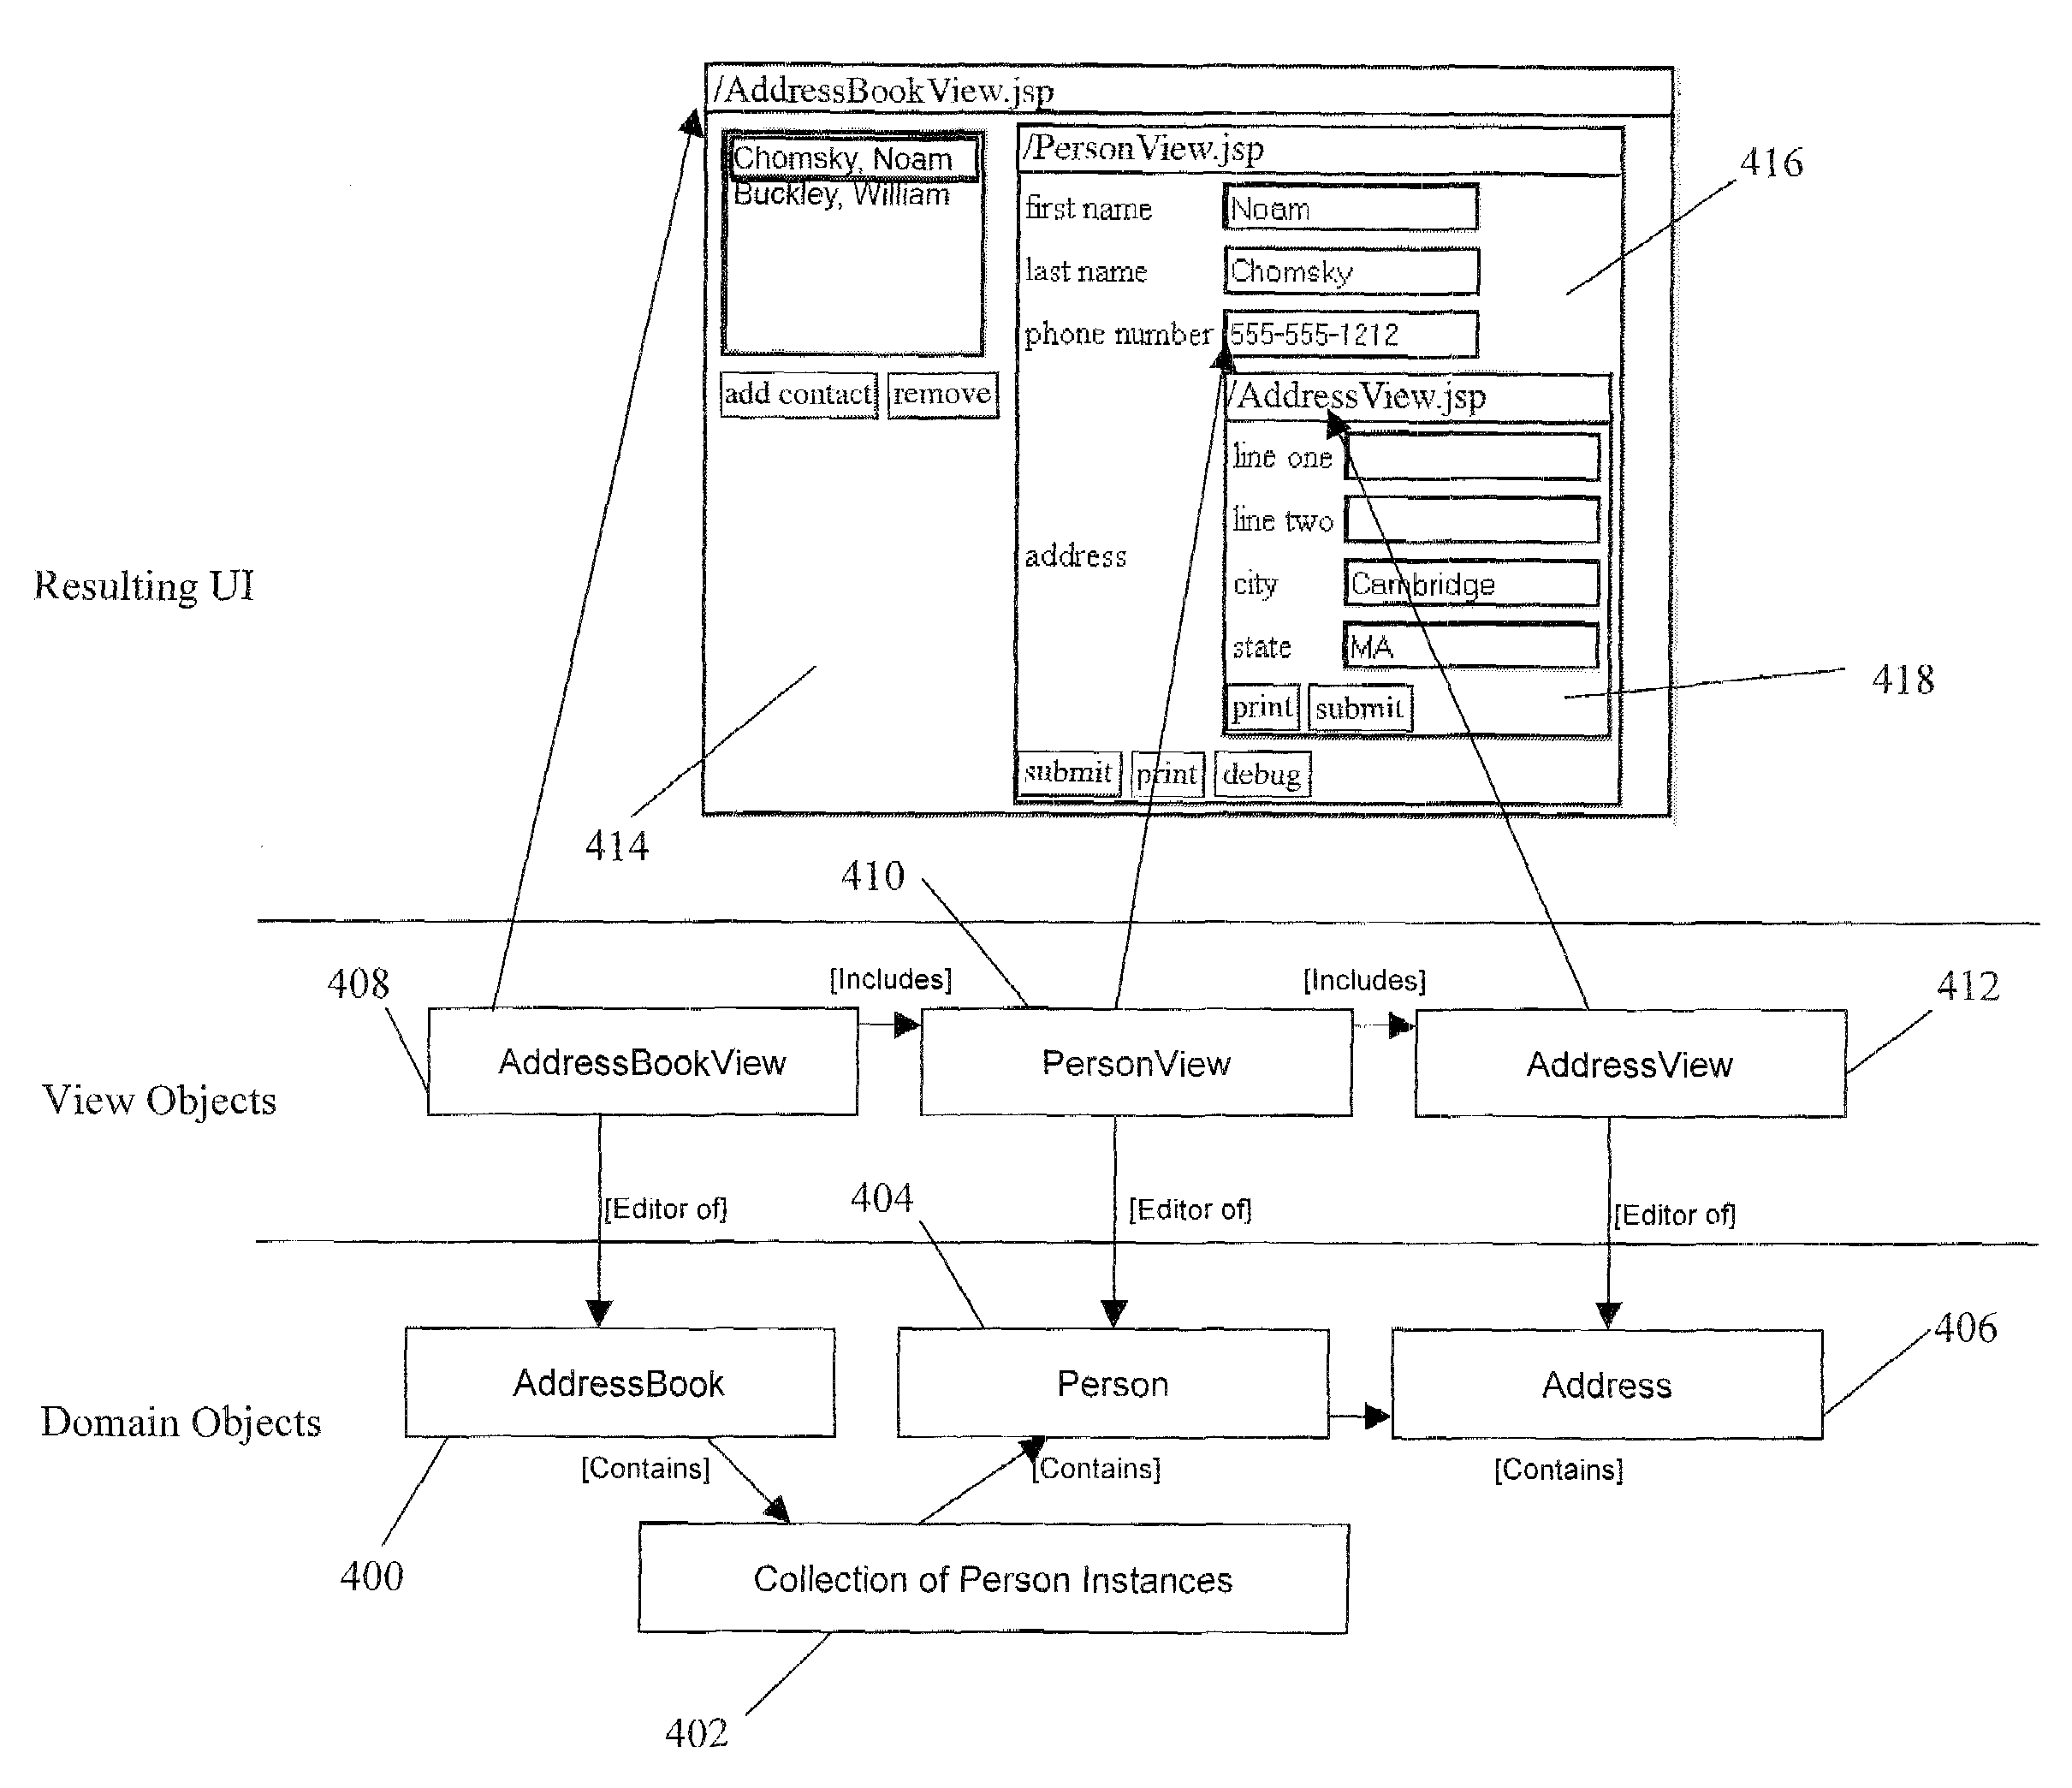 /AddressBookView.jsp
Chomsky, Noam
Buckley, William
add contact
remove
/PersonView.jsp
first name
Noam
last name
Chomsky
phone number
555-555-1212
address
/AddressView.jsp
line one
line two
city
Cambridge
state
MA
print
submit
submit
print
debug
416
418
414
Resulting UI
410
408
[Includes]
[Includes]
412
AddressBookView
PersonView
AddressView
View Objects
404
[Editor of]
[Editor of]
[Editor of]
406
AddressBook
Person
Address
Domain Objects
[Contains]
[Contains]
[Contains]
400
Collection of Person Instances
402